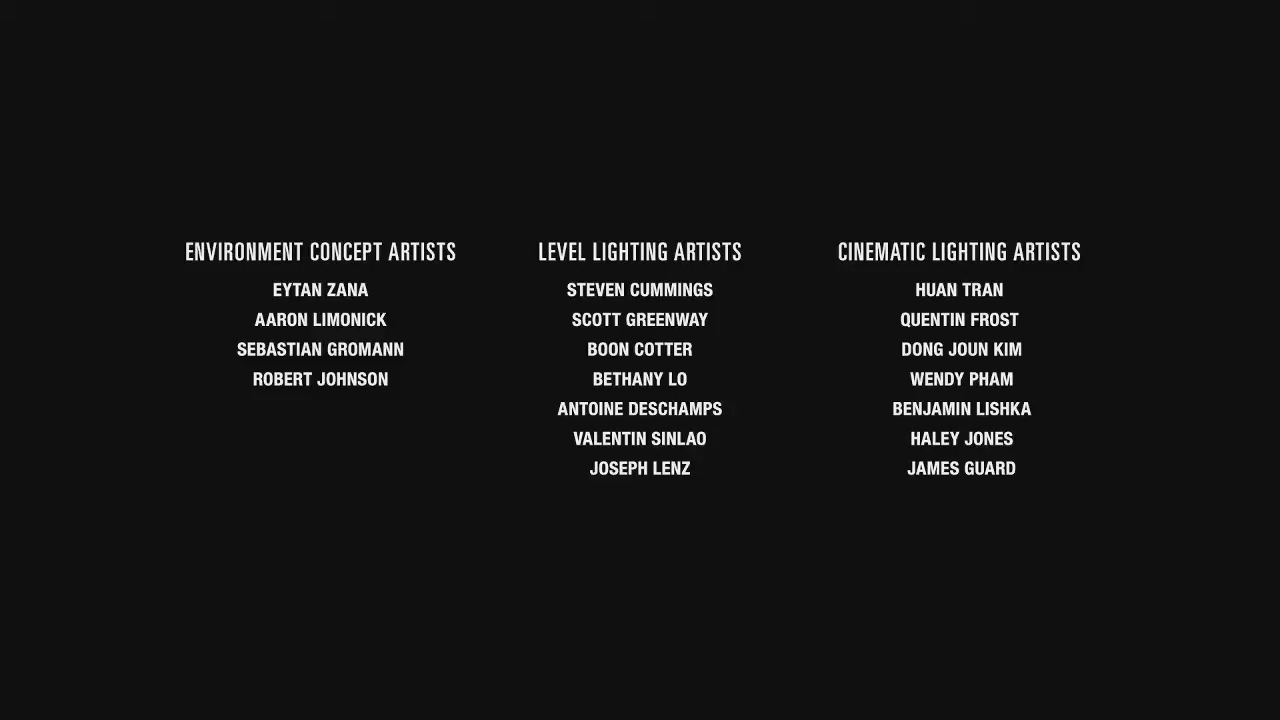 ENVIRONMENT CONCEPT ARTISTS
EYTAN ZANA
AARON LIMONICK
SEBASTIAN GROMANN
ROBERT JOHNSON
LEVEL LIGHTING ARTISTS
STEVEN CUMMINGS
SCOTT GREENWAY
BOON COTTER
BETHANY LO
ANTOINE DESCHAMPS
VALENTIN SINLAO
JOSEPH LENZ
CINEMATIC LIGHTING ARTISTS
HUAN TRAN
QUENTIN FROST
DONG JOUN KIM
WENDY PHAM
BENJAMIN LISHKA
HALEY JONES
JAMES GUARD